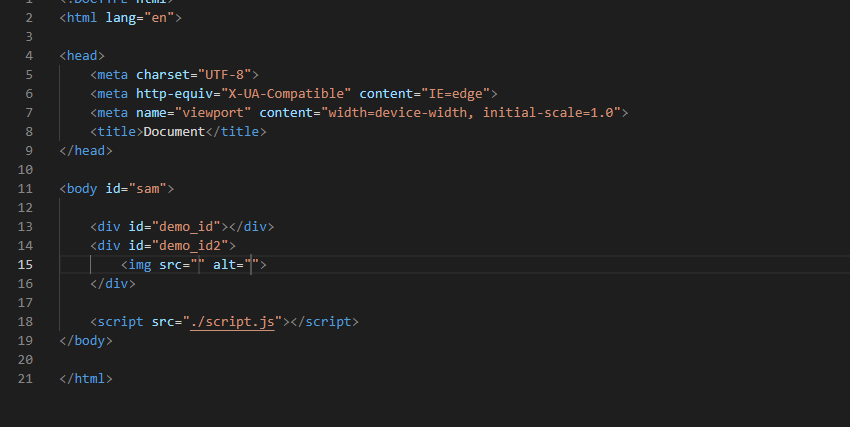 1 <!DOCTYPE html>
2 <html lang="en">
3
4 <head>
5     <meta charset="UTF-8">
6     <meta http-equiv="X-UA-Compatible" content="IE=edge">
7     <meta name="viewport" content="width=device-width, initial-scale=1.0">
8     <title>Document</title>
9 </head>
10
11 <body id="sam">
12
13     <div id="demo_id"></div>
14     <div id="demo_id2">
15         <img src="" alt="">
16     </div>
17
18     <script src="./script.js"></script>
19 </body>
20
21 </html>